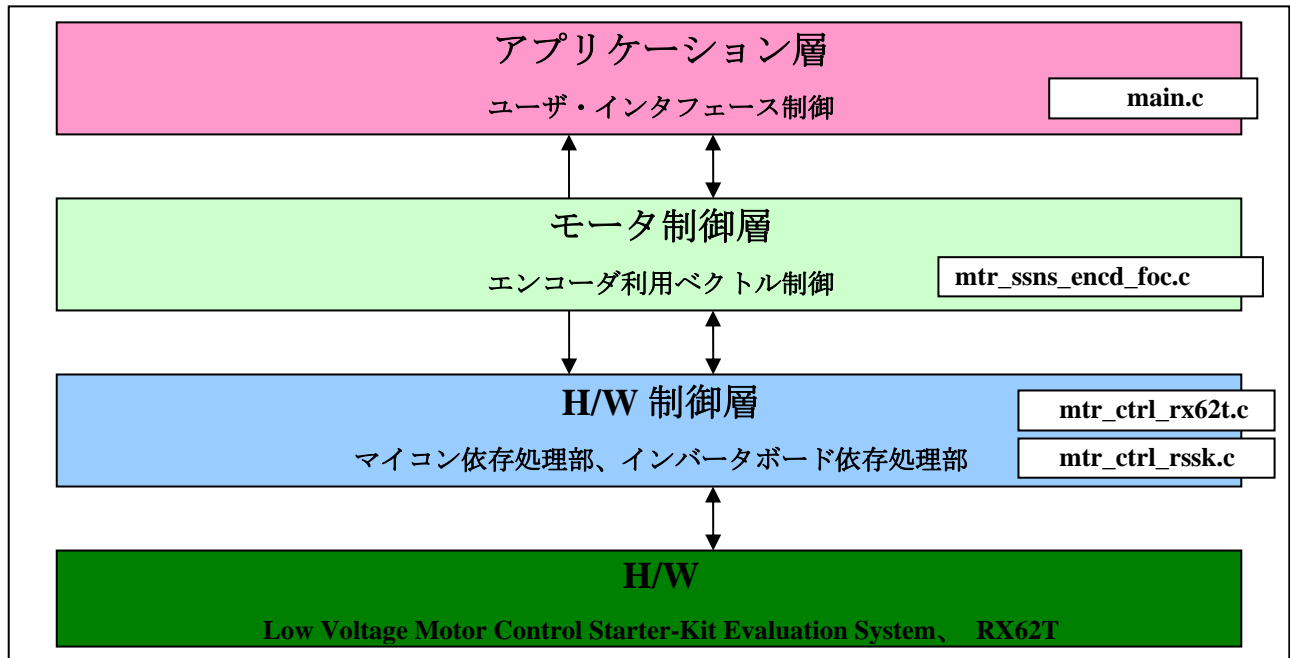 アプリケーション層
ユーザ・インタフェース制御
main.c
モータ制御層
エンコーダ利用ベクトル制御
mtr_ssns_encd_foc.c
H/W 制御層
mtr_ctrl_rx62t.c
マイコン依存処理部、インバータボード依存処理部
mtr_ctrl_rssk.c
H/W
Low Voltage Motor Control Starter-Kit Evaluation System、 RX62T